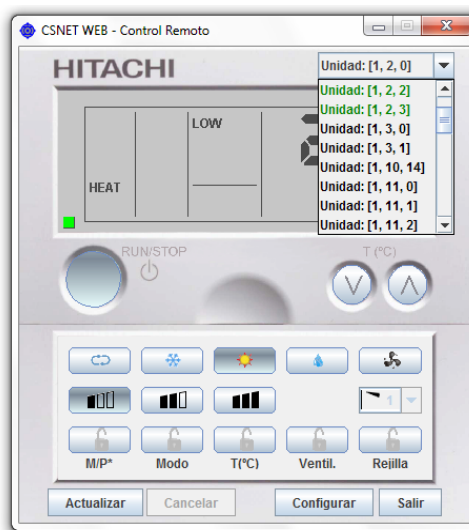 CSNET WEB - Control Remoto
HITACHI
Unidad: [1, 2, 0]
Unidad: [1, 2, 2]
Unidad: [1, 2, 3]
Unidad: [1, 3, 0]
Unidad: [1, 3, 1]
Unidad: [1, 10, 14]
Unidad: [1, 11, 0]
Unidad: [1, 11, 1]
Unidad: [1, 11, 2]
LOW
HEAT
RUN/STOP
T (ºC)
1
M/P*
Modo
T(ºC)
Ventil.
Rejilla
Actualizar
Cancelar
Configurar
Salir